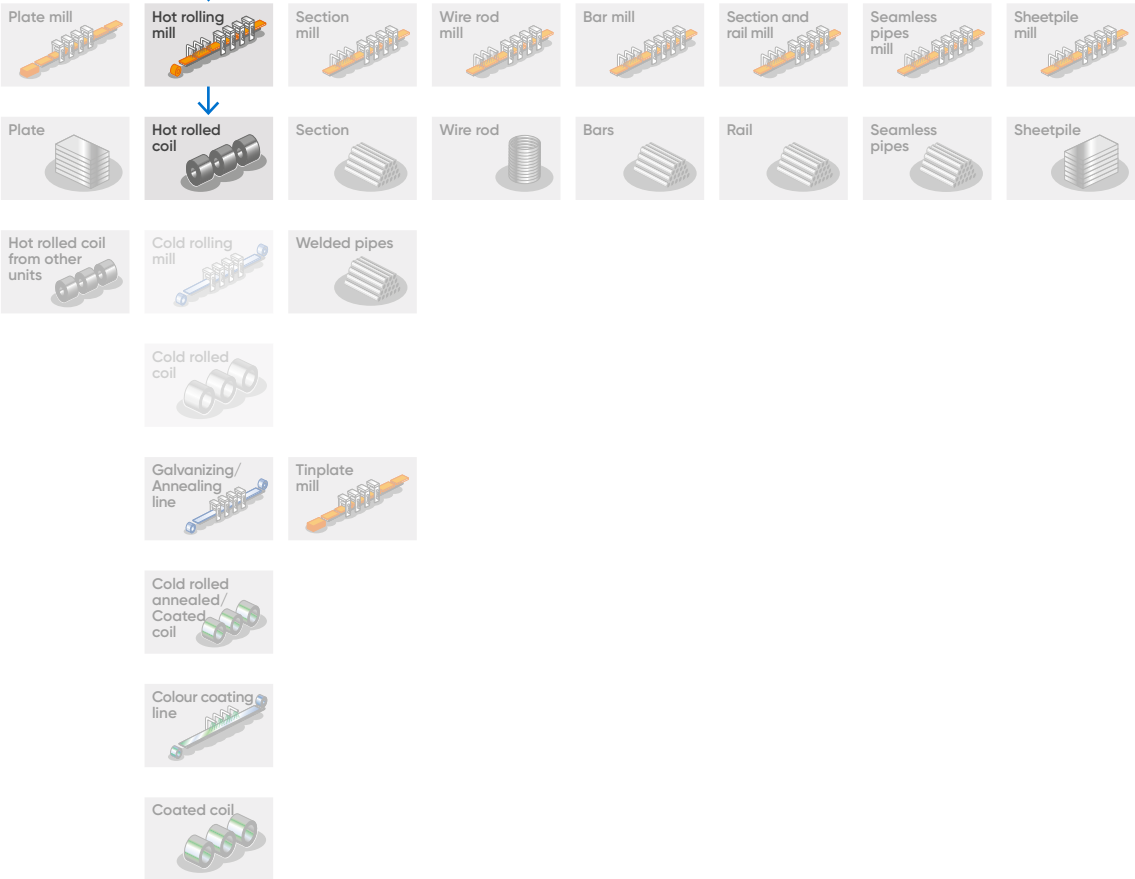 Plate mill
Hot rolling
mill
Section
mill
Wire rod
mill
Bar mill
Section and
rail mill
Seamless
pipes
mill
Sheetpile
mill
Plate
Hot rolled
coil
Section
Wire rod
Bars
Rail
Seamless
pipes
Sheetpile
Hot rolled coil
from other
units
Cold rolling
mill
Welded pipes
Cold rolled
coil
Galvanizing/
Annealing
line
Tinplate
mill
Cold rolled
annealed/
Coated
coil
Colour coating
line
Coated coil